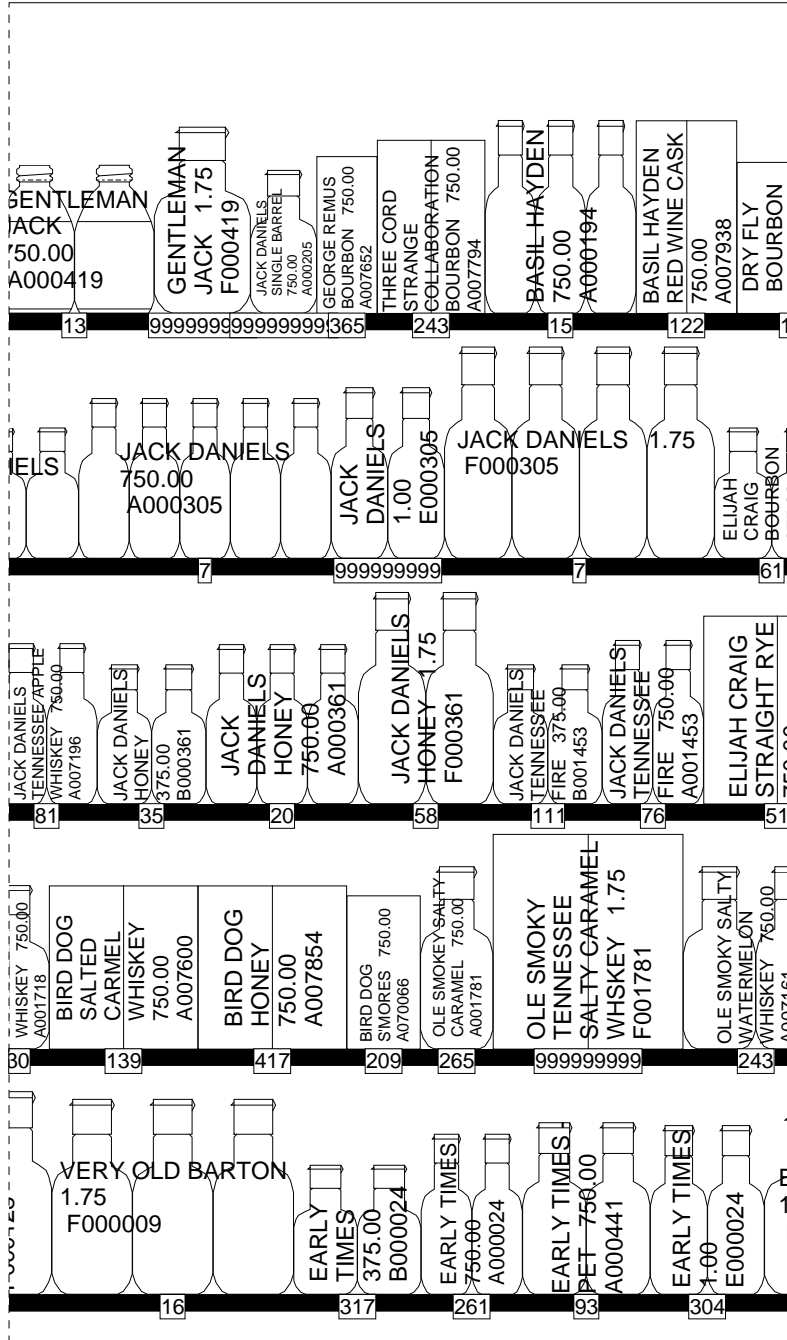 GENTLEMAN
JACK
750.00
A000419
GENTLEMAN
JACK 1.75
F000419
JACK DANIELS
SINGLE BARREL
750.00
A000205
GEORGE REMUS
BOURBON 750.00
A007652
THREE CORD
STRANGE
COLLABORATION
BOURBON 750.00
A007794
BASIL HAYDEN
750.00
A000194
BASIL HAYDEN
RED WINE CASK
750.00
A007938
DRY FLY
BOURBON
13
365
243
15
122
IELS
JACK DANIELS
750.00
A000305
JACK
DANIELS
1.00
E000305
JACK DANIELS 1.75
F000305
ELIJAH
CRAIG
BOURBON
7
999999999
7
61
JACK DANIELS
TENNESSEE APPLE
WHISKEY 750.00
A007196
JACK DANIELS
HONEY
375.00
B000361
JACK
DANIELS
HONEY
750.00
A000361
JACK DANIELS
HONEY 1.75
F000361
JACK DANIELS
TENNESSEE
FIRE 375.00
B001453
JACK DANIELS
TENNESSEE
FIRE 750.00
A001453
ELIJAH CRAIG
STRAIGHT RYE
81
35
20
58
111
76
51
WHISKEY 750.00
A001718
BIRD DOG
SALTED
CARMEL
WHISKEY
750.00
A007600
BIRD DOG
HONEY
750.00
A007854
BIRD DOG
S'MORES 750.00
A070066
OLE SMOKEY SALTY
CARAMEL 750.00
A001781
OLE SMOKY
TENNESSEE
SALTY CARAMEL
WHSKEY 1.75
F001781
OLE SMOKY SALTY
WATERMELON
WHISKEY 750.00
30
139
417
209
265
999999999
243
VERY OLD BARTON
1.75
F000009
EARLY
TIMES
375.00
B000024
EARLY TIMES
750.00
A000024
EARLY TIMES
PET 750.00
A000441
EARLY TIMES
1.00
E000024
16
317
261
93
304